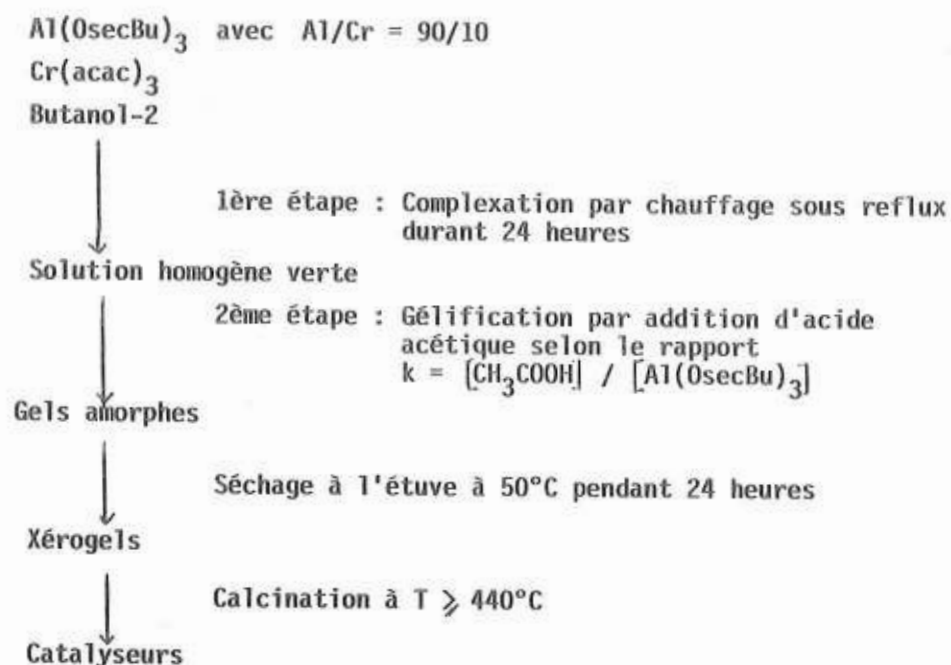 Al(OsecBu)3 avec Al/Cr = 90/10
Cr(acac)3
Butanol-2
1ère étape : Complexation par chauffage sous reflux
durant 24 heures
Solution homogène verte
2ème étape : Gélification par addition d'acide
acétique selon le rapport
k = [CH3COOH] / [Al(OsecBu)3]
Gels amorphes
Séchage à l'étuve à 50°C pendant 24 heures
Xérogels
Calcination à T ⩾ 440°C
Catalyseurs